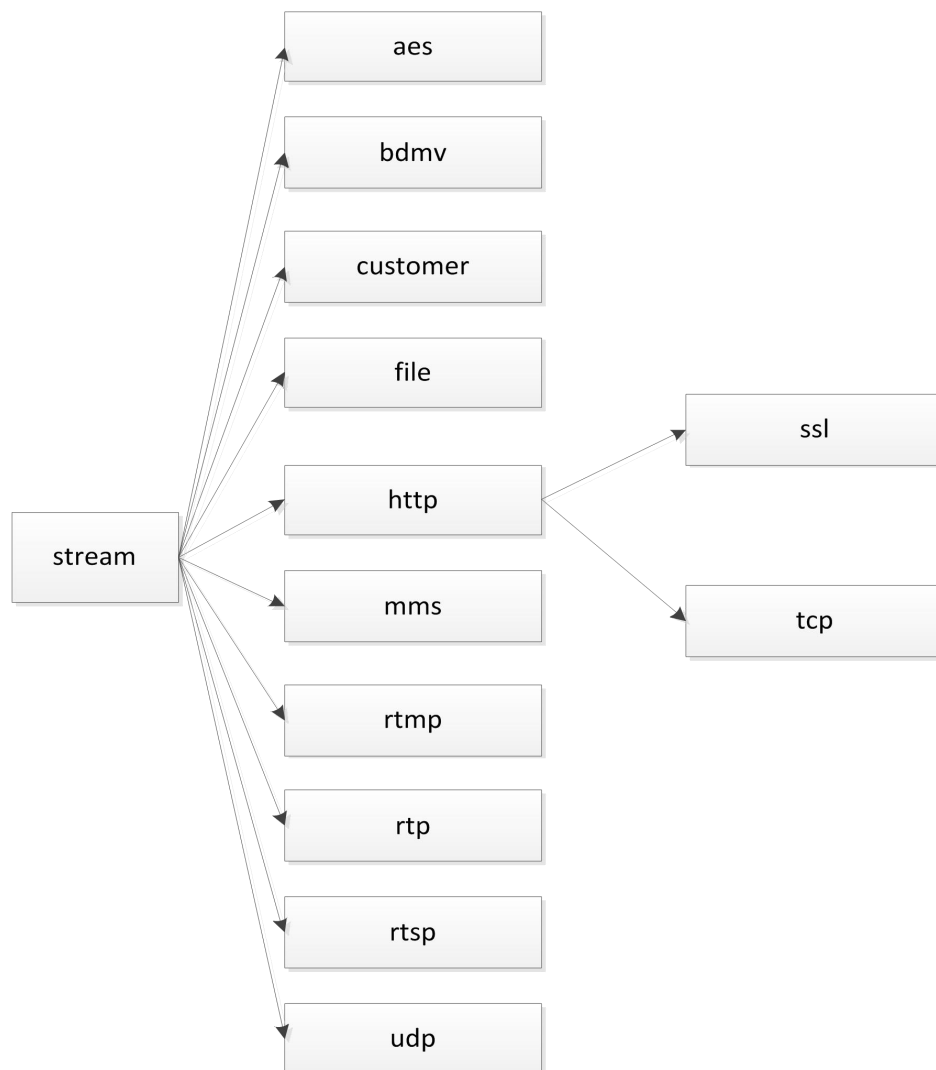 aes
bdmv
customer
file
ssl
http
stream
mms
tcp
rtmp
rtp
rtsp
udp